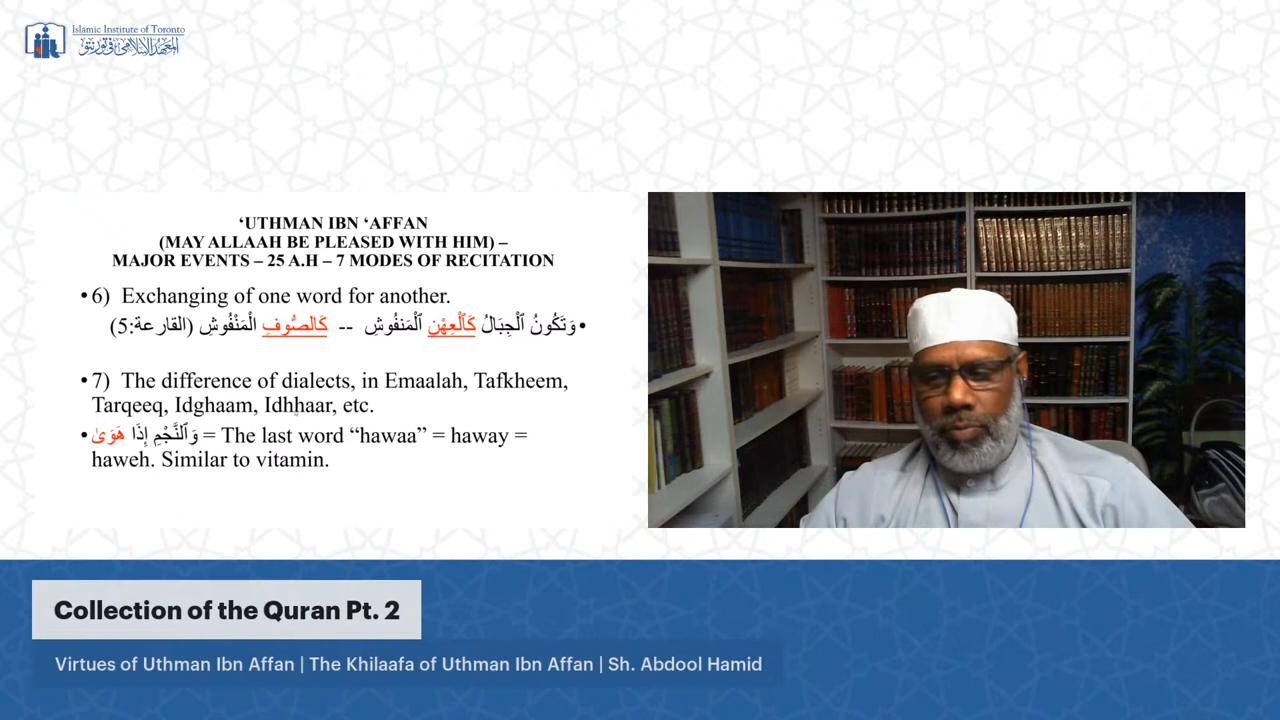 Islamic Institute of Toronto
المعهد الإسلامي في تورنتو
‘UTHMAN IBN ‘AFFAN
(MAY ALLAAH BE PLEASED WITH HIM) –
MAJOR EVENTS – 25 A.H – 7 MODES OF RECITATION
• 6) Exchanging of one word for another.
• وَتَكُونُ ٱلْجِبَالُ كَٱلْعِهْنِ ٱلْمَنفُوشِ -- كَالصُّوفِ الْمَنْفُوشِ (القارعة:5)
• 7) The difference of dialects, in Emaalah, Tafkheem,
Tarqeeq, Idghaam, Idhhaar, etc.
• وَٱلنَّجْمِ إِذَا هَوَىٰ = The last word “hawaa” = haway =
haweh. Similar to vitamin.
Collection of the Quran Pt. 2
Virtues of Uthman Ibn Affan | The Khilaafa of Uthman Ibn Affan | Sh. Abdool Hamid